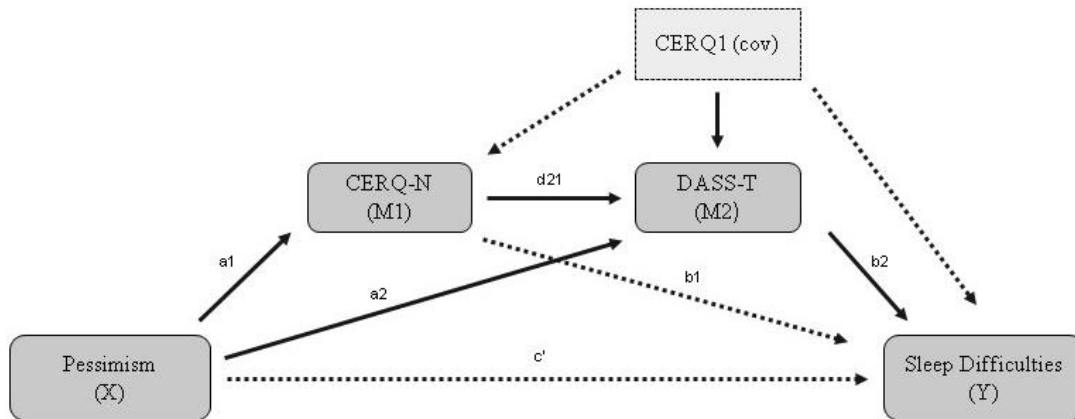 CERQ1 (cov)
CERQ-N
(M1)
d21
DASS-T
(M2)
a1
a2
b1
b2
c'
Pessimism
(X)
Sleep Difficulties
(Y)